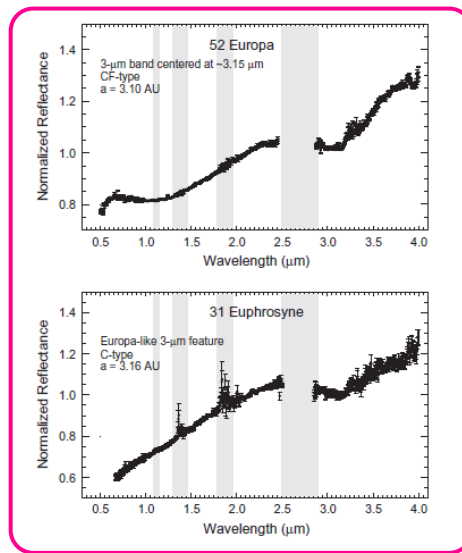 52 Europa
3-μm band centered at ~3.15 μm
CF-type
a = 3.10 AU
Normalized Reflectance
1.4
1.2
1.0
0.8
0.5 1.0 1.5 2.0 2.5 3.0 3.5 4.0
Wavelength (μm)
31 Euphrosyne
Europa-like 3-μm feature
C-type
a = 3.16 AU
Normalized Reflectance
1.4
1.2
1.0
0.8
0.6
0.5 1.0 1.5 2.0 2.5 3.0 3.5 4.0
Wavelength (μm)